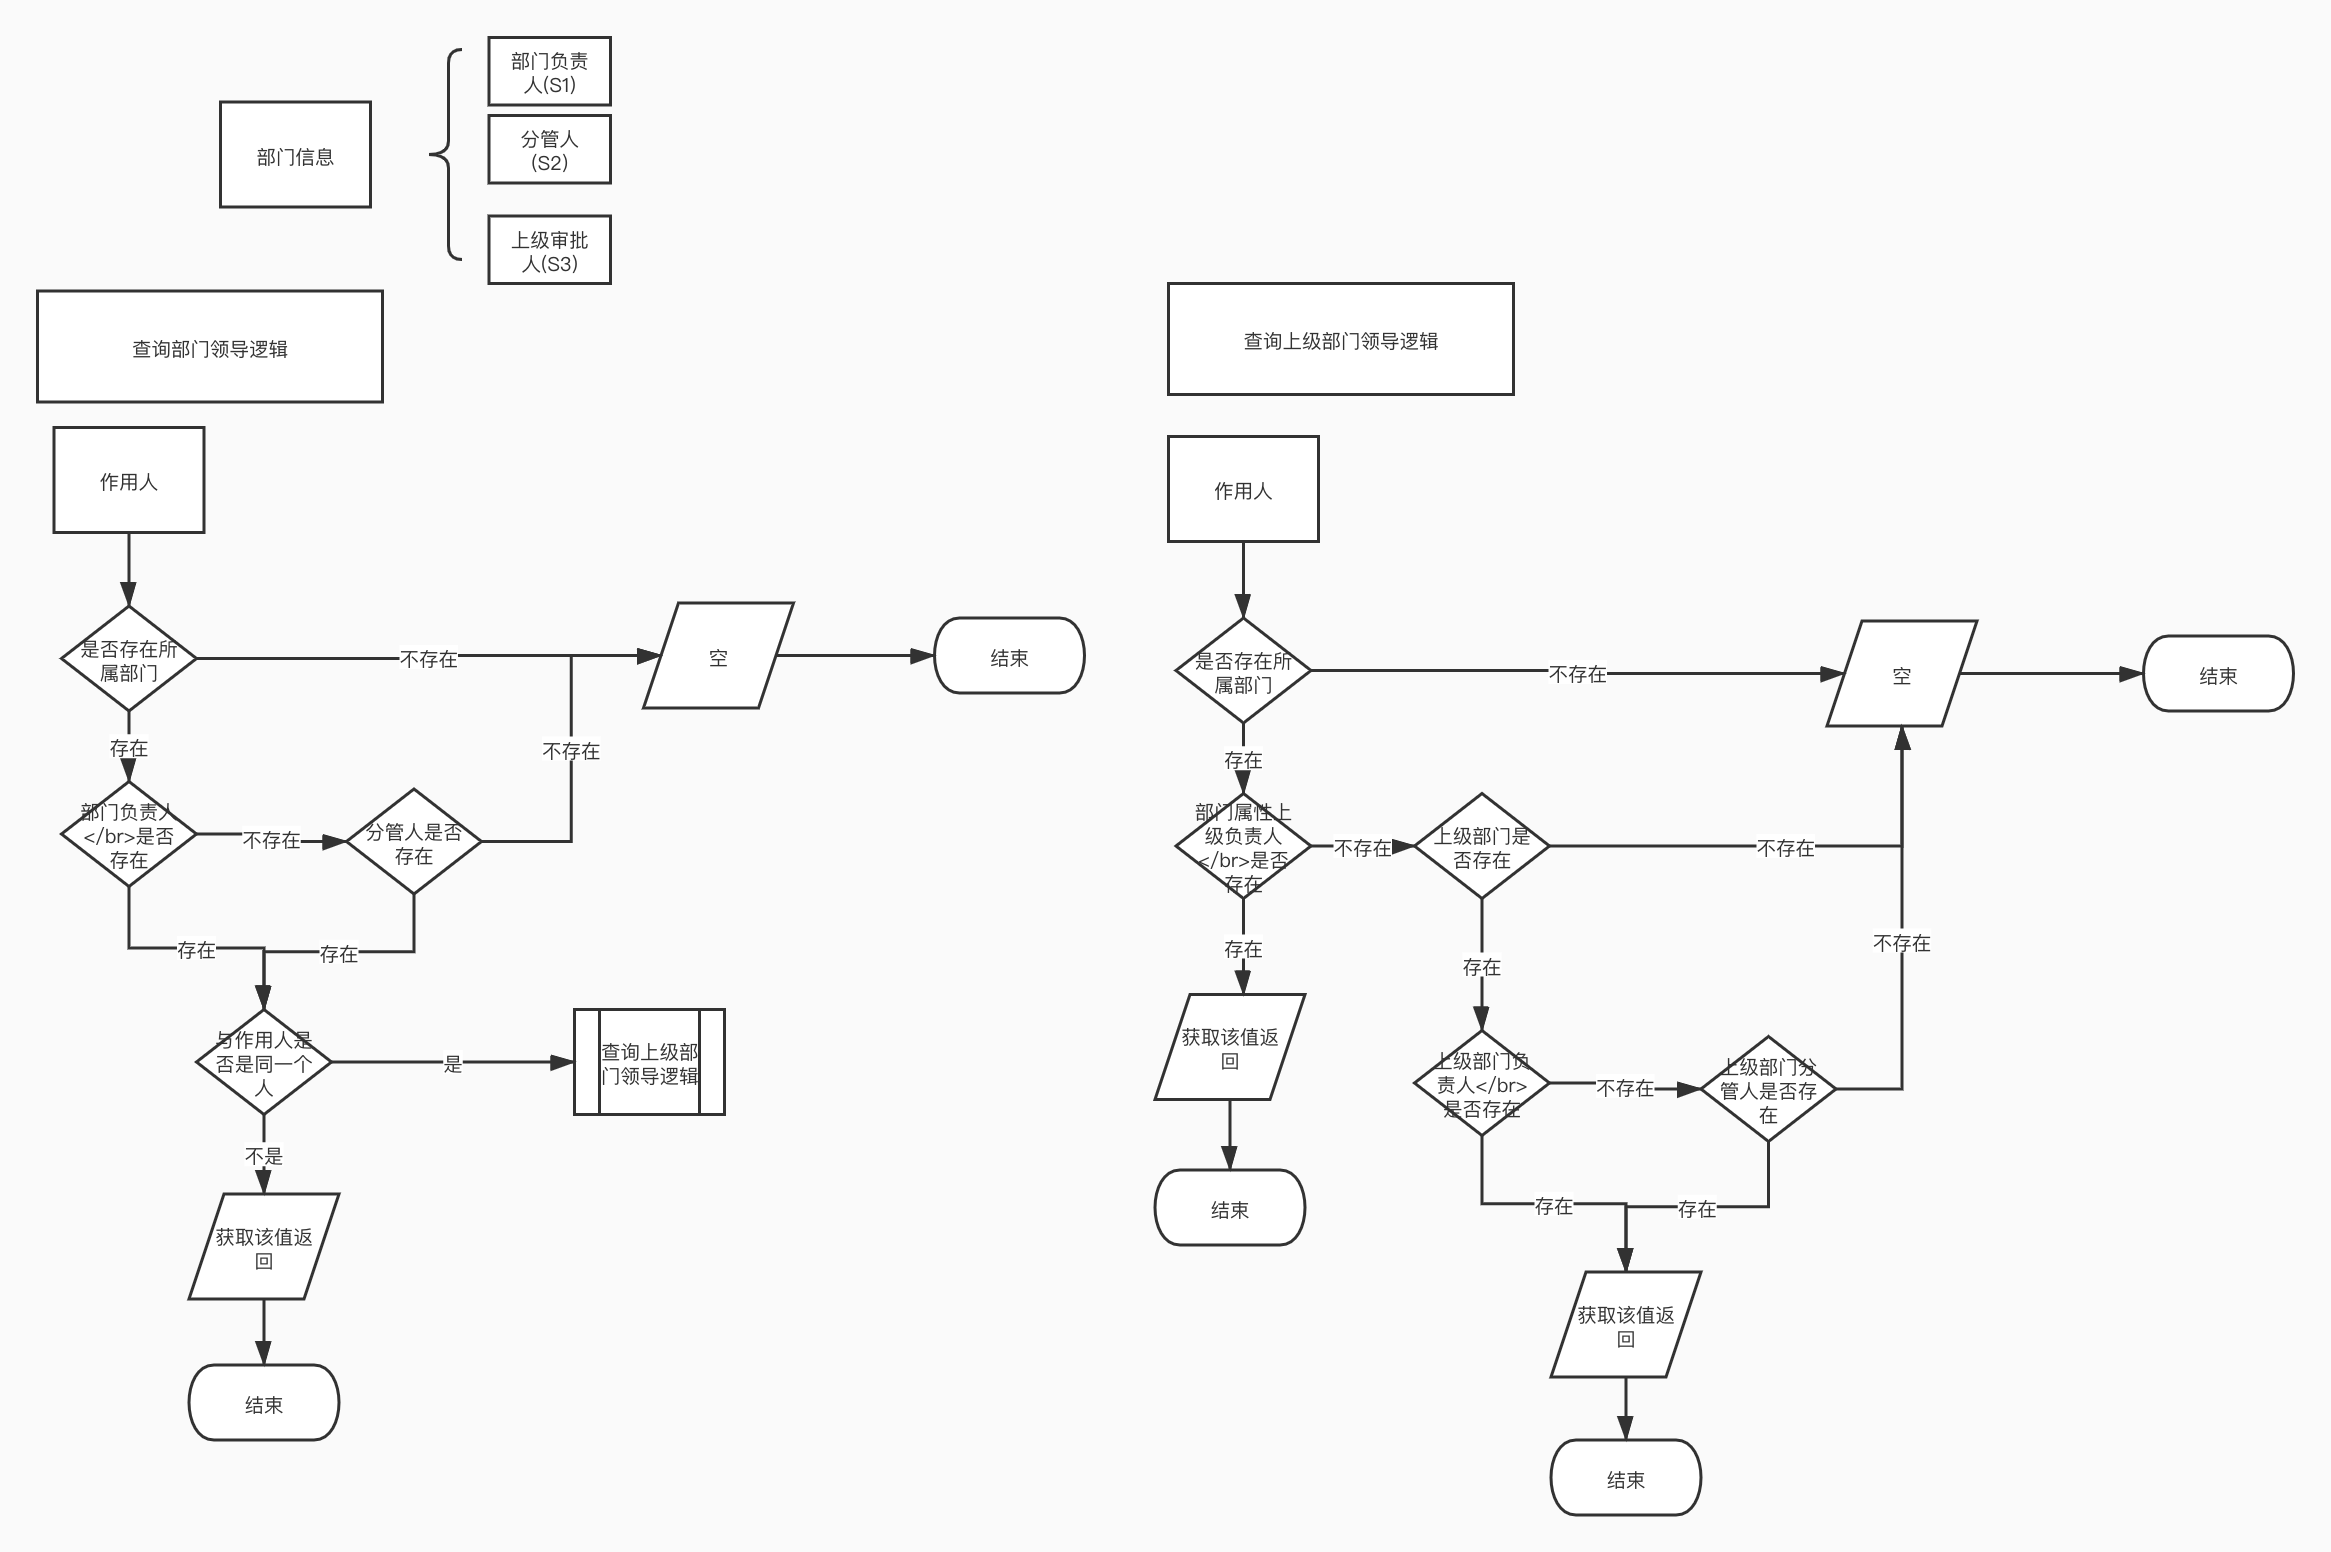 部门负责
人(S1)
部门信息
分管人
(S2)
上级审批
人(S3)
查询部门领导逻辑
作用人
是否存在所
属部门
不存在
空
结束
存在
不存在
部门负责人
</br>是否
存在
不存在
分管人是否
存在
存在
存在
与作用人是
否是同一个
人
是
查询上级部
门领导逻辑
不是
获取该值返
回
结束
查询上级部门领导逻辑
作用人
是否存在所
属部门
不存在
空
结束
存在
部门属性上
级负责人
</br>是否
存在
不存在
上级部门是
否存在
不存在
存在
不存在
存在
获取该值返
回
结束
上级部门负
责人</br>
是否存在
不存在
上级部门分
管人是否存
在
存在
存在
获取该值返
回
结束